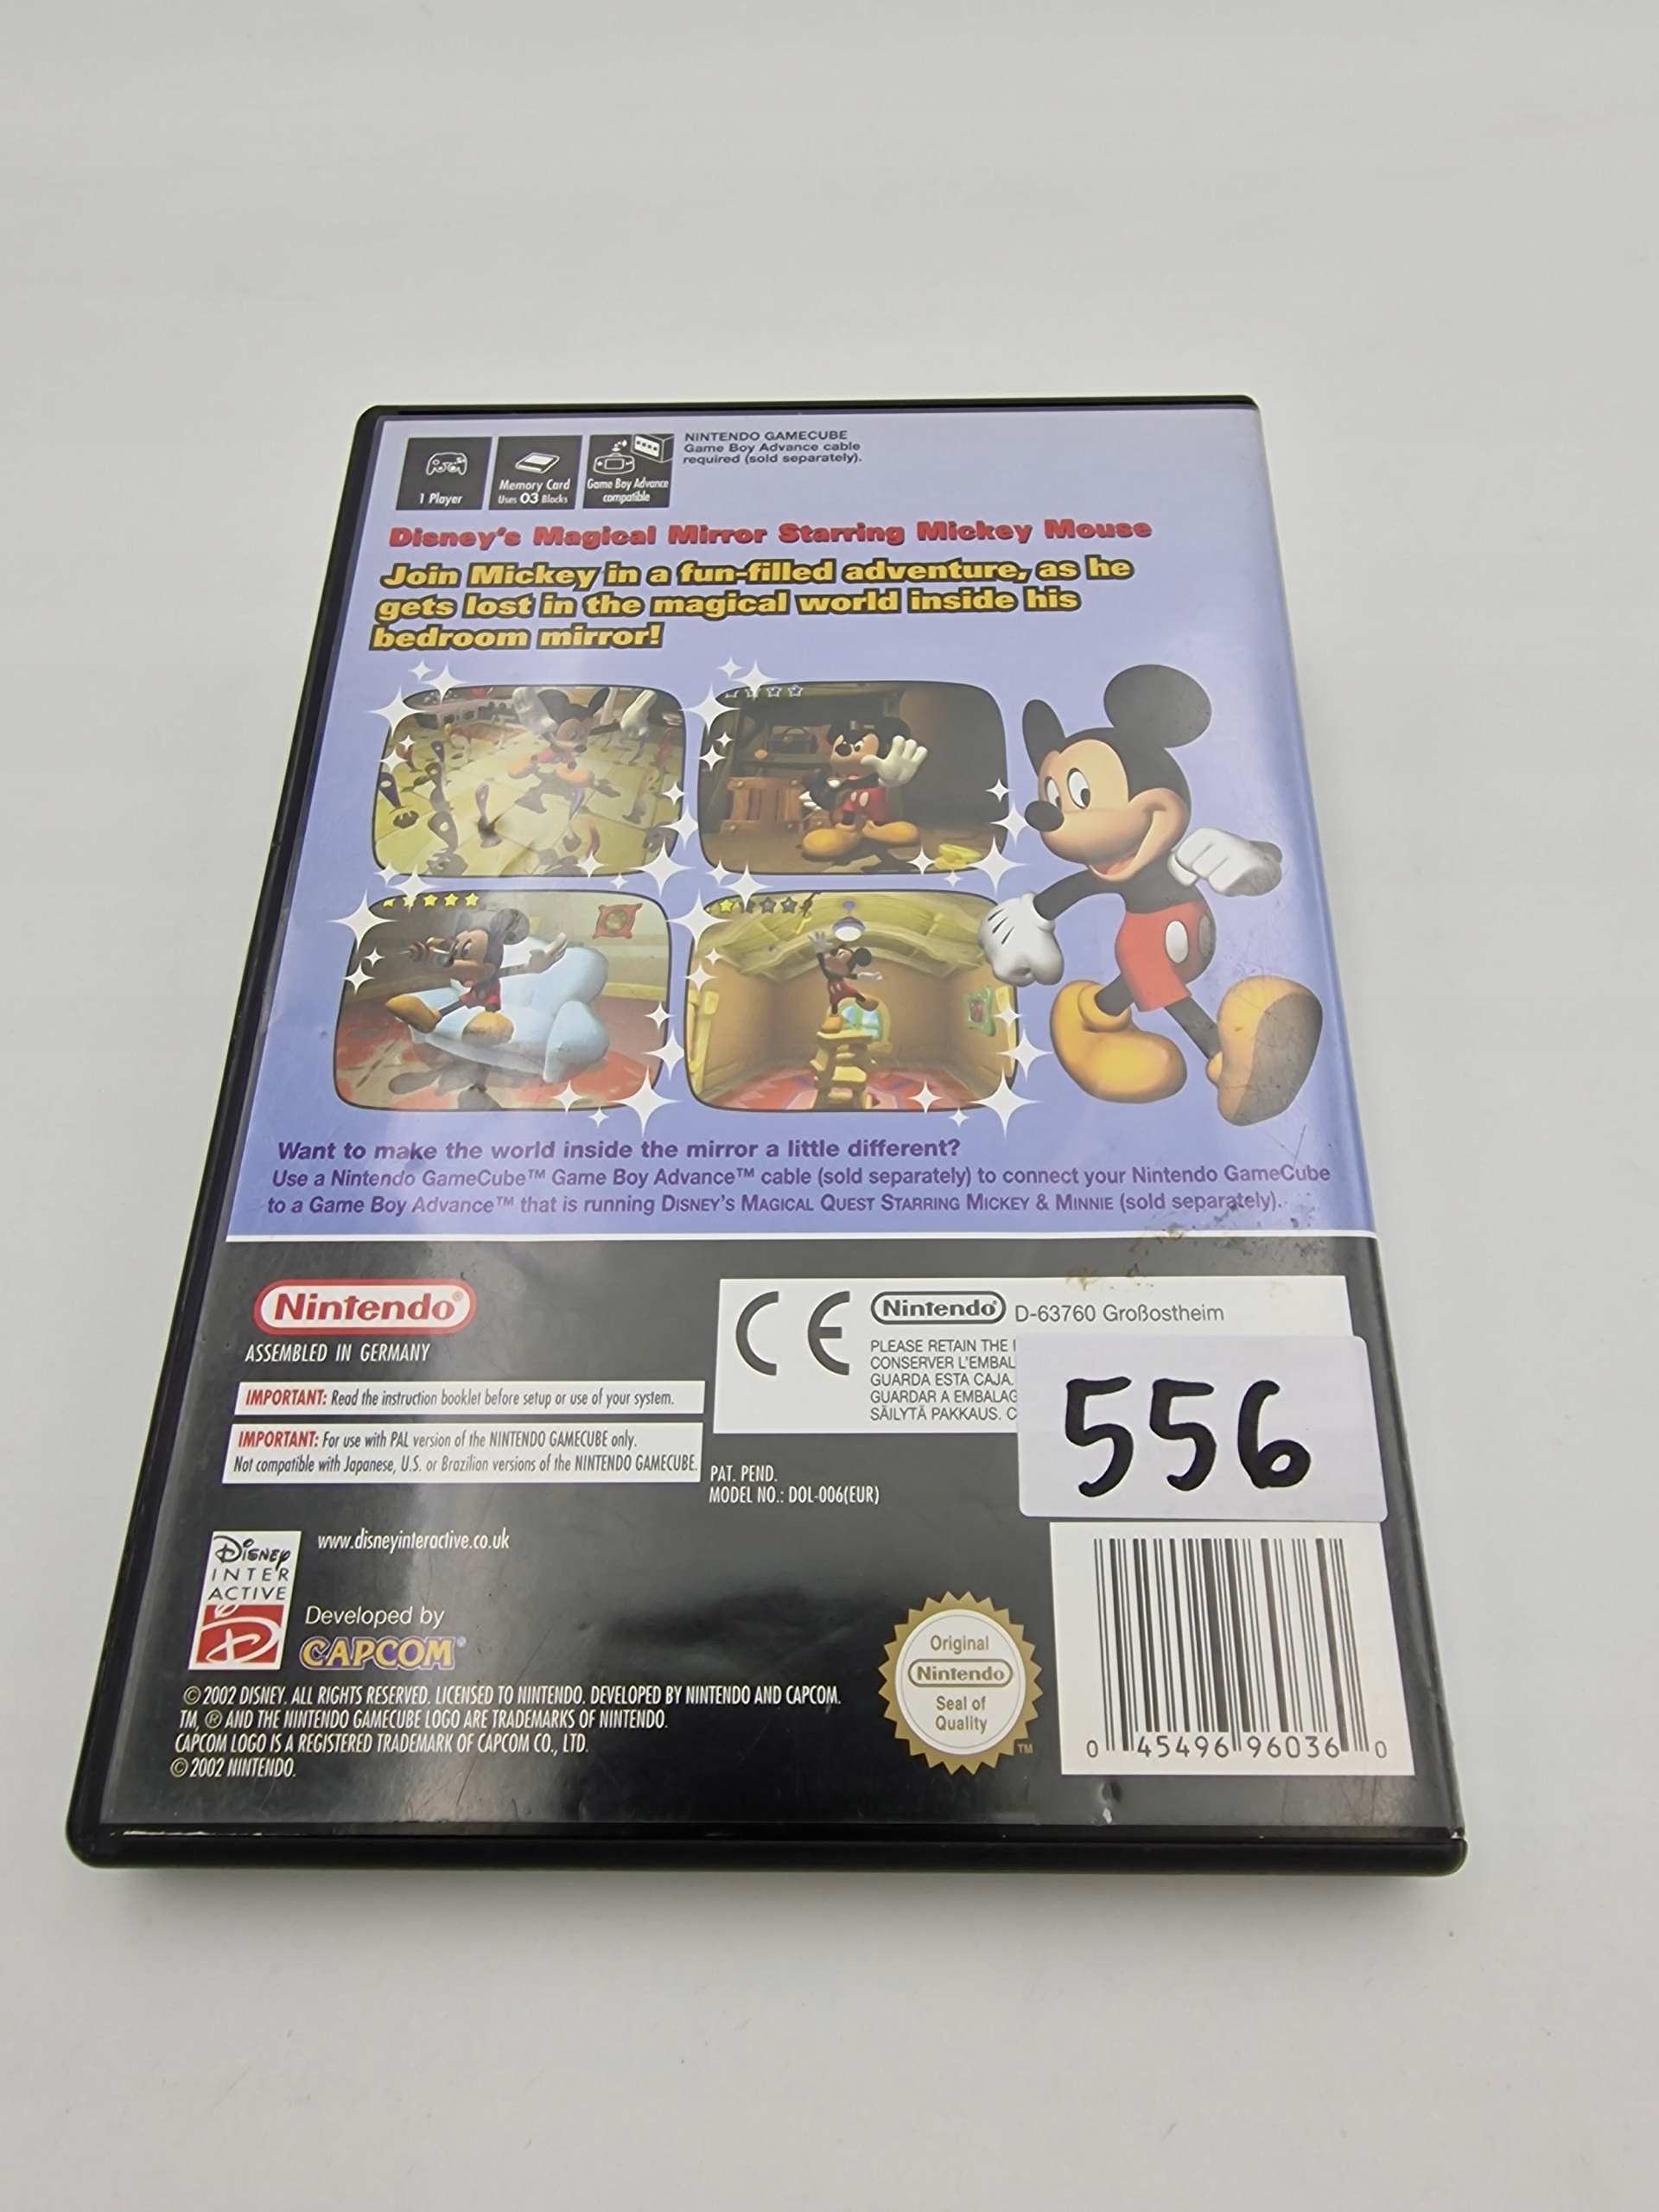 1 Player
Memory Card
Uses 03 Blocks
Game Boy Advance
compatible
NINTENDO GAMECUBE
Game Boy Advance cable
required (sold separately).
Disney's Magical Mirror Starring Mickey Mouse
Join Mickey in a fun-filled adventure, as he
gets lost in the magical world inside his
bedroom mirror!
Want to make the world inside the mirror a little different?
Use a Nintendo GameCube™ Game Boy Advance™ cable (sold separately) to connect your Nintendo GameCube
to a Game Boy Advance™ that is running DISNEY'S MAGICAL QUEST STARRING MICKEY & MINNIE (sold separately).
Nintendo®
ASSEMBLED IN GERMANY
IMPORTANT: Read the instruction booklet before setup or use of your system.
IMPORTANT: For use with PAL version of the NINTENDO GAMECUBE only.
Not compatible with Japanese, U.S. or Brazilian versions of the NINTENDO GAMECUBE.
CE
Nintendo® D-63760 Großostheim
PLEASE RETAIN THE
CONSERVER L'EMBAL
GUARDA ESTA CAJA.
GUARDAR A EMBALAG
SÄILYTÄ PAKKAUS. C
556
PAT. PEND.
MODEL NO.: DOL-006(EUR)
Disney
INTER
ACTIVE
www.disneyinteractive.co.uk
Developed by
CAPCOM®
© 2002 DISNEY. ALL RIGHTS RESERVED. LICENSED TO NINTENDO. DEVELOPED BY NINTENDO AND CAPCOM.
TM, ® AND THE NINTENDO GAMECUBE LOGO ARE TRADEMARKS OF NINTENDO.
CAPCOM LOGO IS A REGISTERED TRADEMARK OF CAPCOM CO., LTD.
© 2002 NINTENDO.
Original
Nintendo
Seal of
Quality
TM
0 45496 96036 0